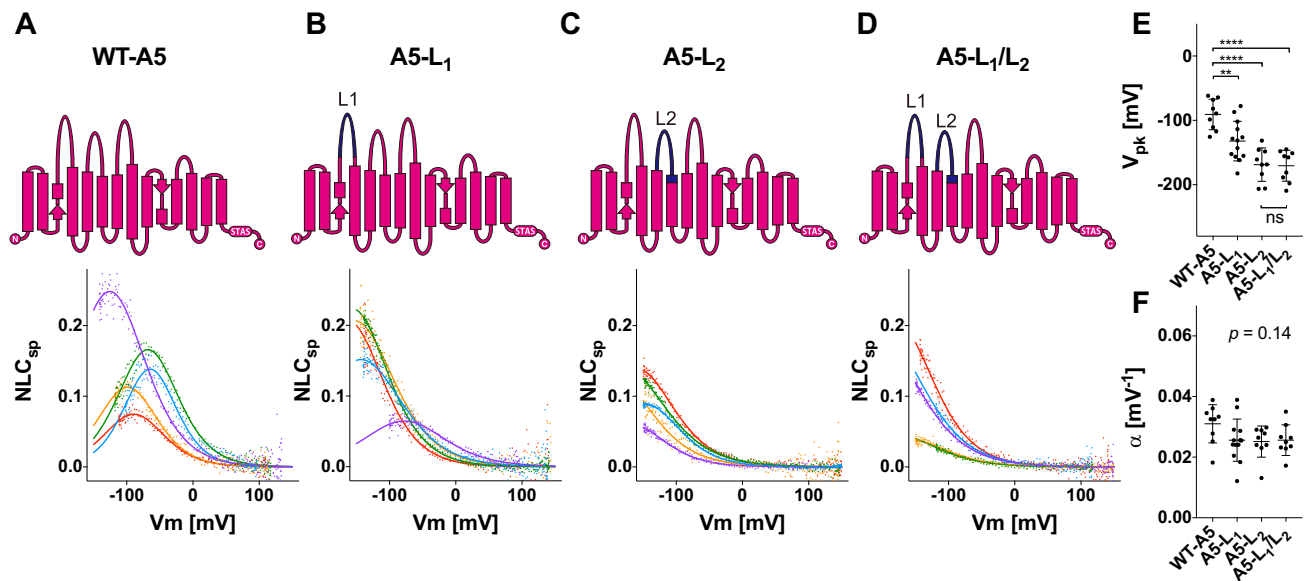 A
WT-A5
N
STAS
C
NLCsp
0.2
0.1
0.0
-100
0
100
Vm [mV]
B
A5-L1
L1
N
STAS
C
NLCsp
0.2
0.1
0.0
-100
0
100
Vm [mV]
C
A5-L2
L2
N
STAS
C
NLCsp
0.2
0.1
0.0
-100
0
100
Vm [mV]
D
A5-L1/L2
L1
L2
N
STAS
C
NLCsp
0.2
0.1
0.0
-100
0
100
Vm [mV]
E
Vpk [mV]
0
-100
-200
****
****
**
ns
WT-A5
A5-L1
A5-L2
A5-L1/L2
F
α [mV-1]
0.06
0.04
0.02
0.00
p = 0.14
WT-A5
A5-L1
A5-L2
A5-L1/L2